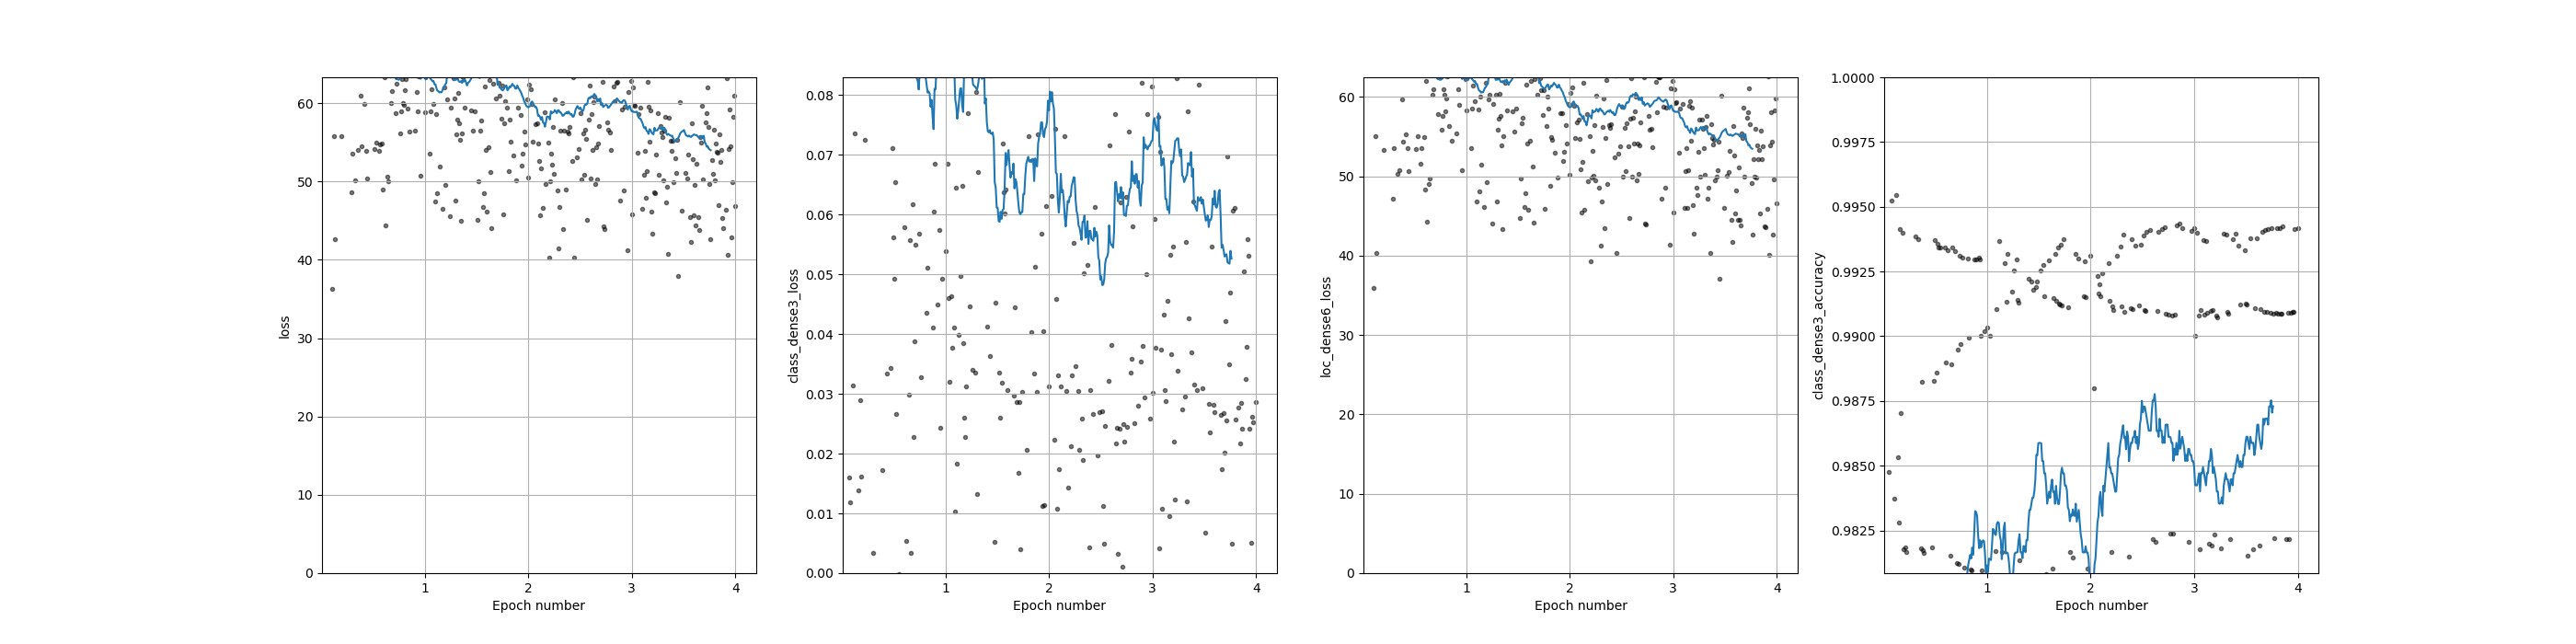 60
50
40
30
20
10
0
loss
1 2 3 4
Epoch number
0.08
0.07
0.06
0.05
0.04
0.03
0.02
0.01
0.00
class_dense3_loss
1 2 3 4
Epoch number
60
50
40
30
20
10
0
loc_dense6_loss
1 2 3 4
Epoch number
1.0000
0.9975
0.9950
0.9925
0.9900
0.9875
0.9850
0.9825
class_dense3_accuracy
1 2 3 4
Epoch number